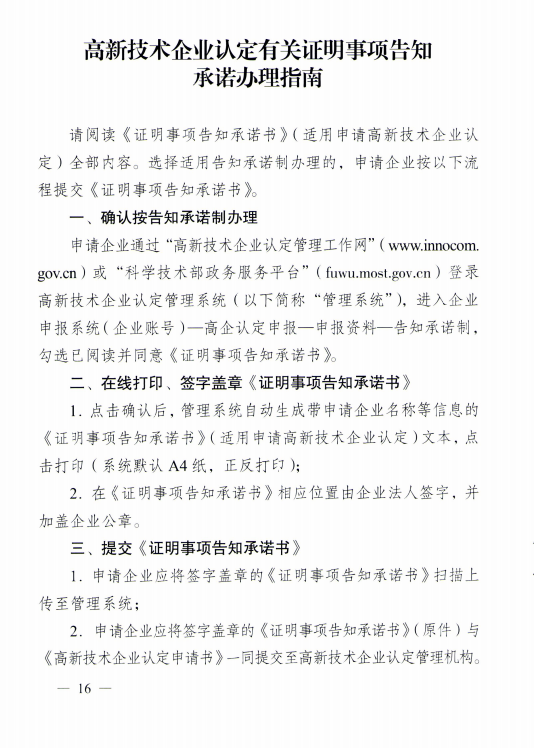 高新技术企业认定有关证明事项告知
承诺办理指南
请阅读《证明事项告知承诺书》（适用申请高新技术企业认
定）全部内容。选择适用告知承诺制办理的，申请企业按以下流
程提交《证明事项告知承诺书》。
一、确认按告知承诺制办理
申请企业通过“高新技术企业认定管理工作网”（www.innocom.
gov.cn）或“科学技术部政务服务平台”（fuwu.most.gov.cn）登录
高新技术企业认定管理系统（以下简称“管理系统”），进入企业
申报系统（企业账号）—高企认定申报—申报资料—告知承诺制，
勾选已阅读并同意《证明事项告知承诺书》。
二、在线打印、签字盖章《证明事项告知承诺书》
1. 点击确认后，管理系统自动生成带申请企业名称等信息的
《证明事项告知承诺书》（适用申请高新技术企业认定）文本，点
击打印（系统默认 A4 纸，正反打印）；
2. 在《证明事项告知承诺书》相应位置由企业法人签字，并
加盖企业公章。
三、提交《证明事项告知承诺书》
1. 申请企业应将签字盖章的《证明事项告知承诺书》扫描上
传至管理系统；
2. 申请企业应将签字盖章的《证明事项告知承诺书》（原件）与
《高新技术企业认定申请书》一同提交至高新技术企业认定管理机构。
— 16 —